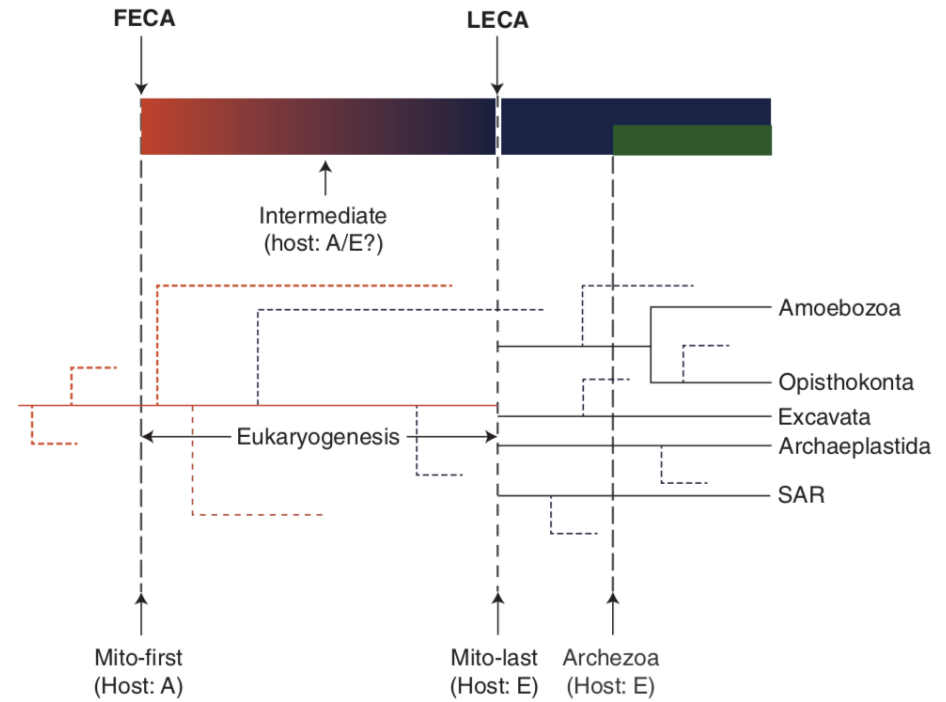 FECA
LECA
Intermediate
(host: A/E?)
Amoebozoa
Opisthokonta
Excavata
Eukaryogenesis
Archaeplastida
SAR
Mito-first
(Host: A)
Mito-last
(Host: E)
Archezoa
(Host: E)